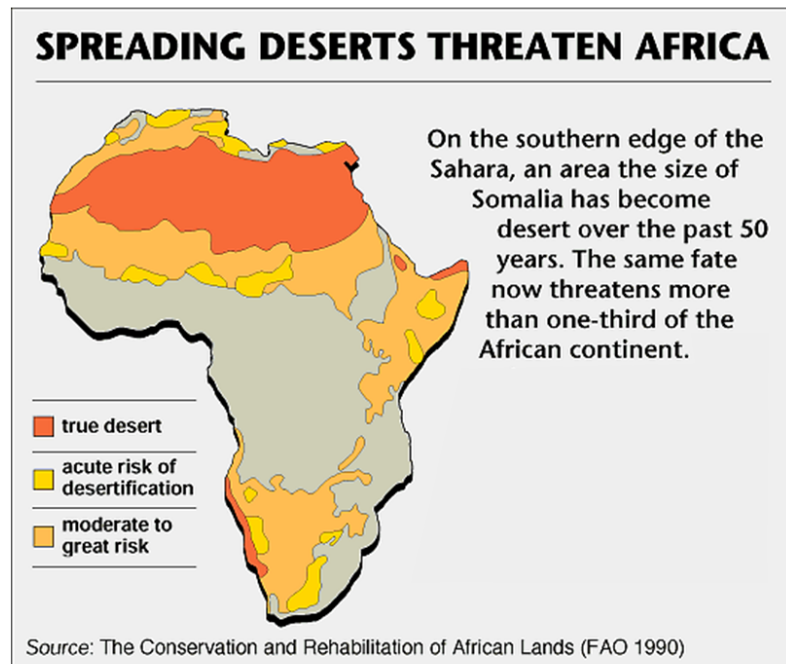 SPREADING DESERTS THREATEN AFRICA
On the southern edge of the
Sahara, an area the size of
Somalia has become
desert over the past 50
years. The same fate
now threatens more
than one-third of the
African continent.
true desert
acute risk of
desertification
moderate to
great risk
Source: The Conservation and Rehabilitation of African Lands (FAO 1990)